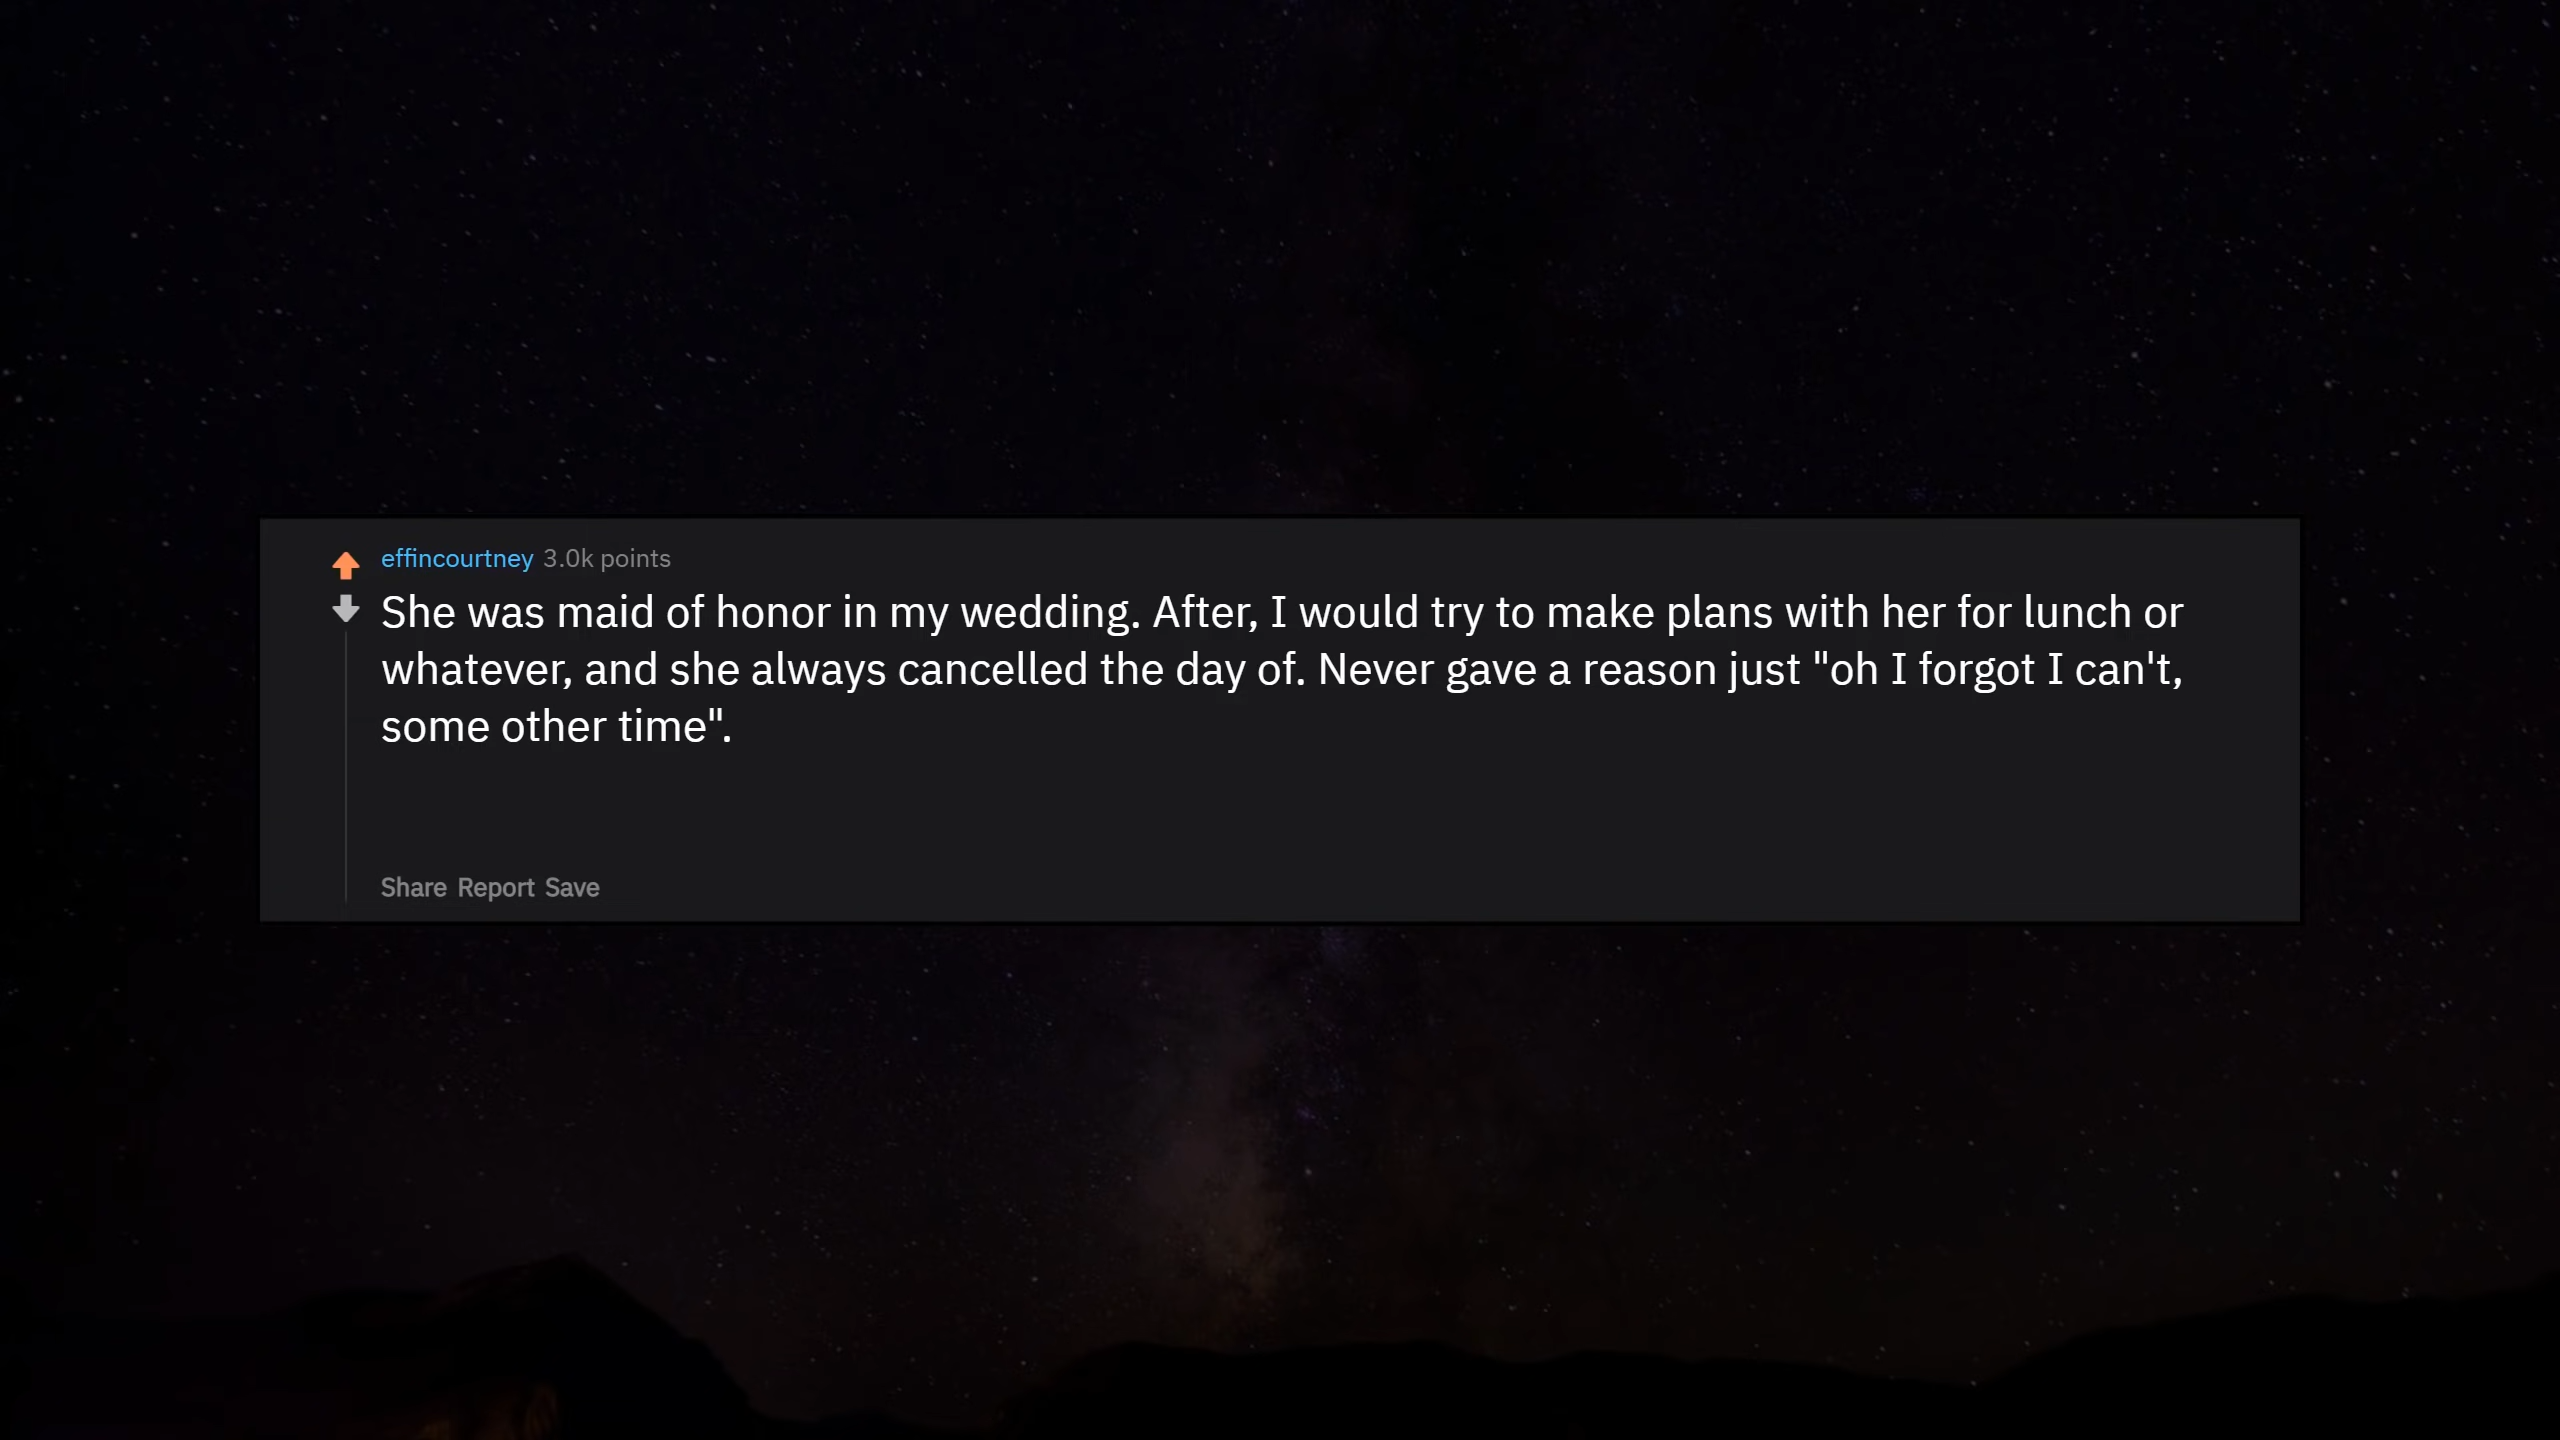 effincourtney 3.0k points
She was maid of honor in my wedding. After, I would try to make plans with her for lunch or
whatever, and she always cancelled the day of. Never gave a reason just "oh I forgot I can't,
some other time".
Share Report Save